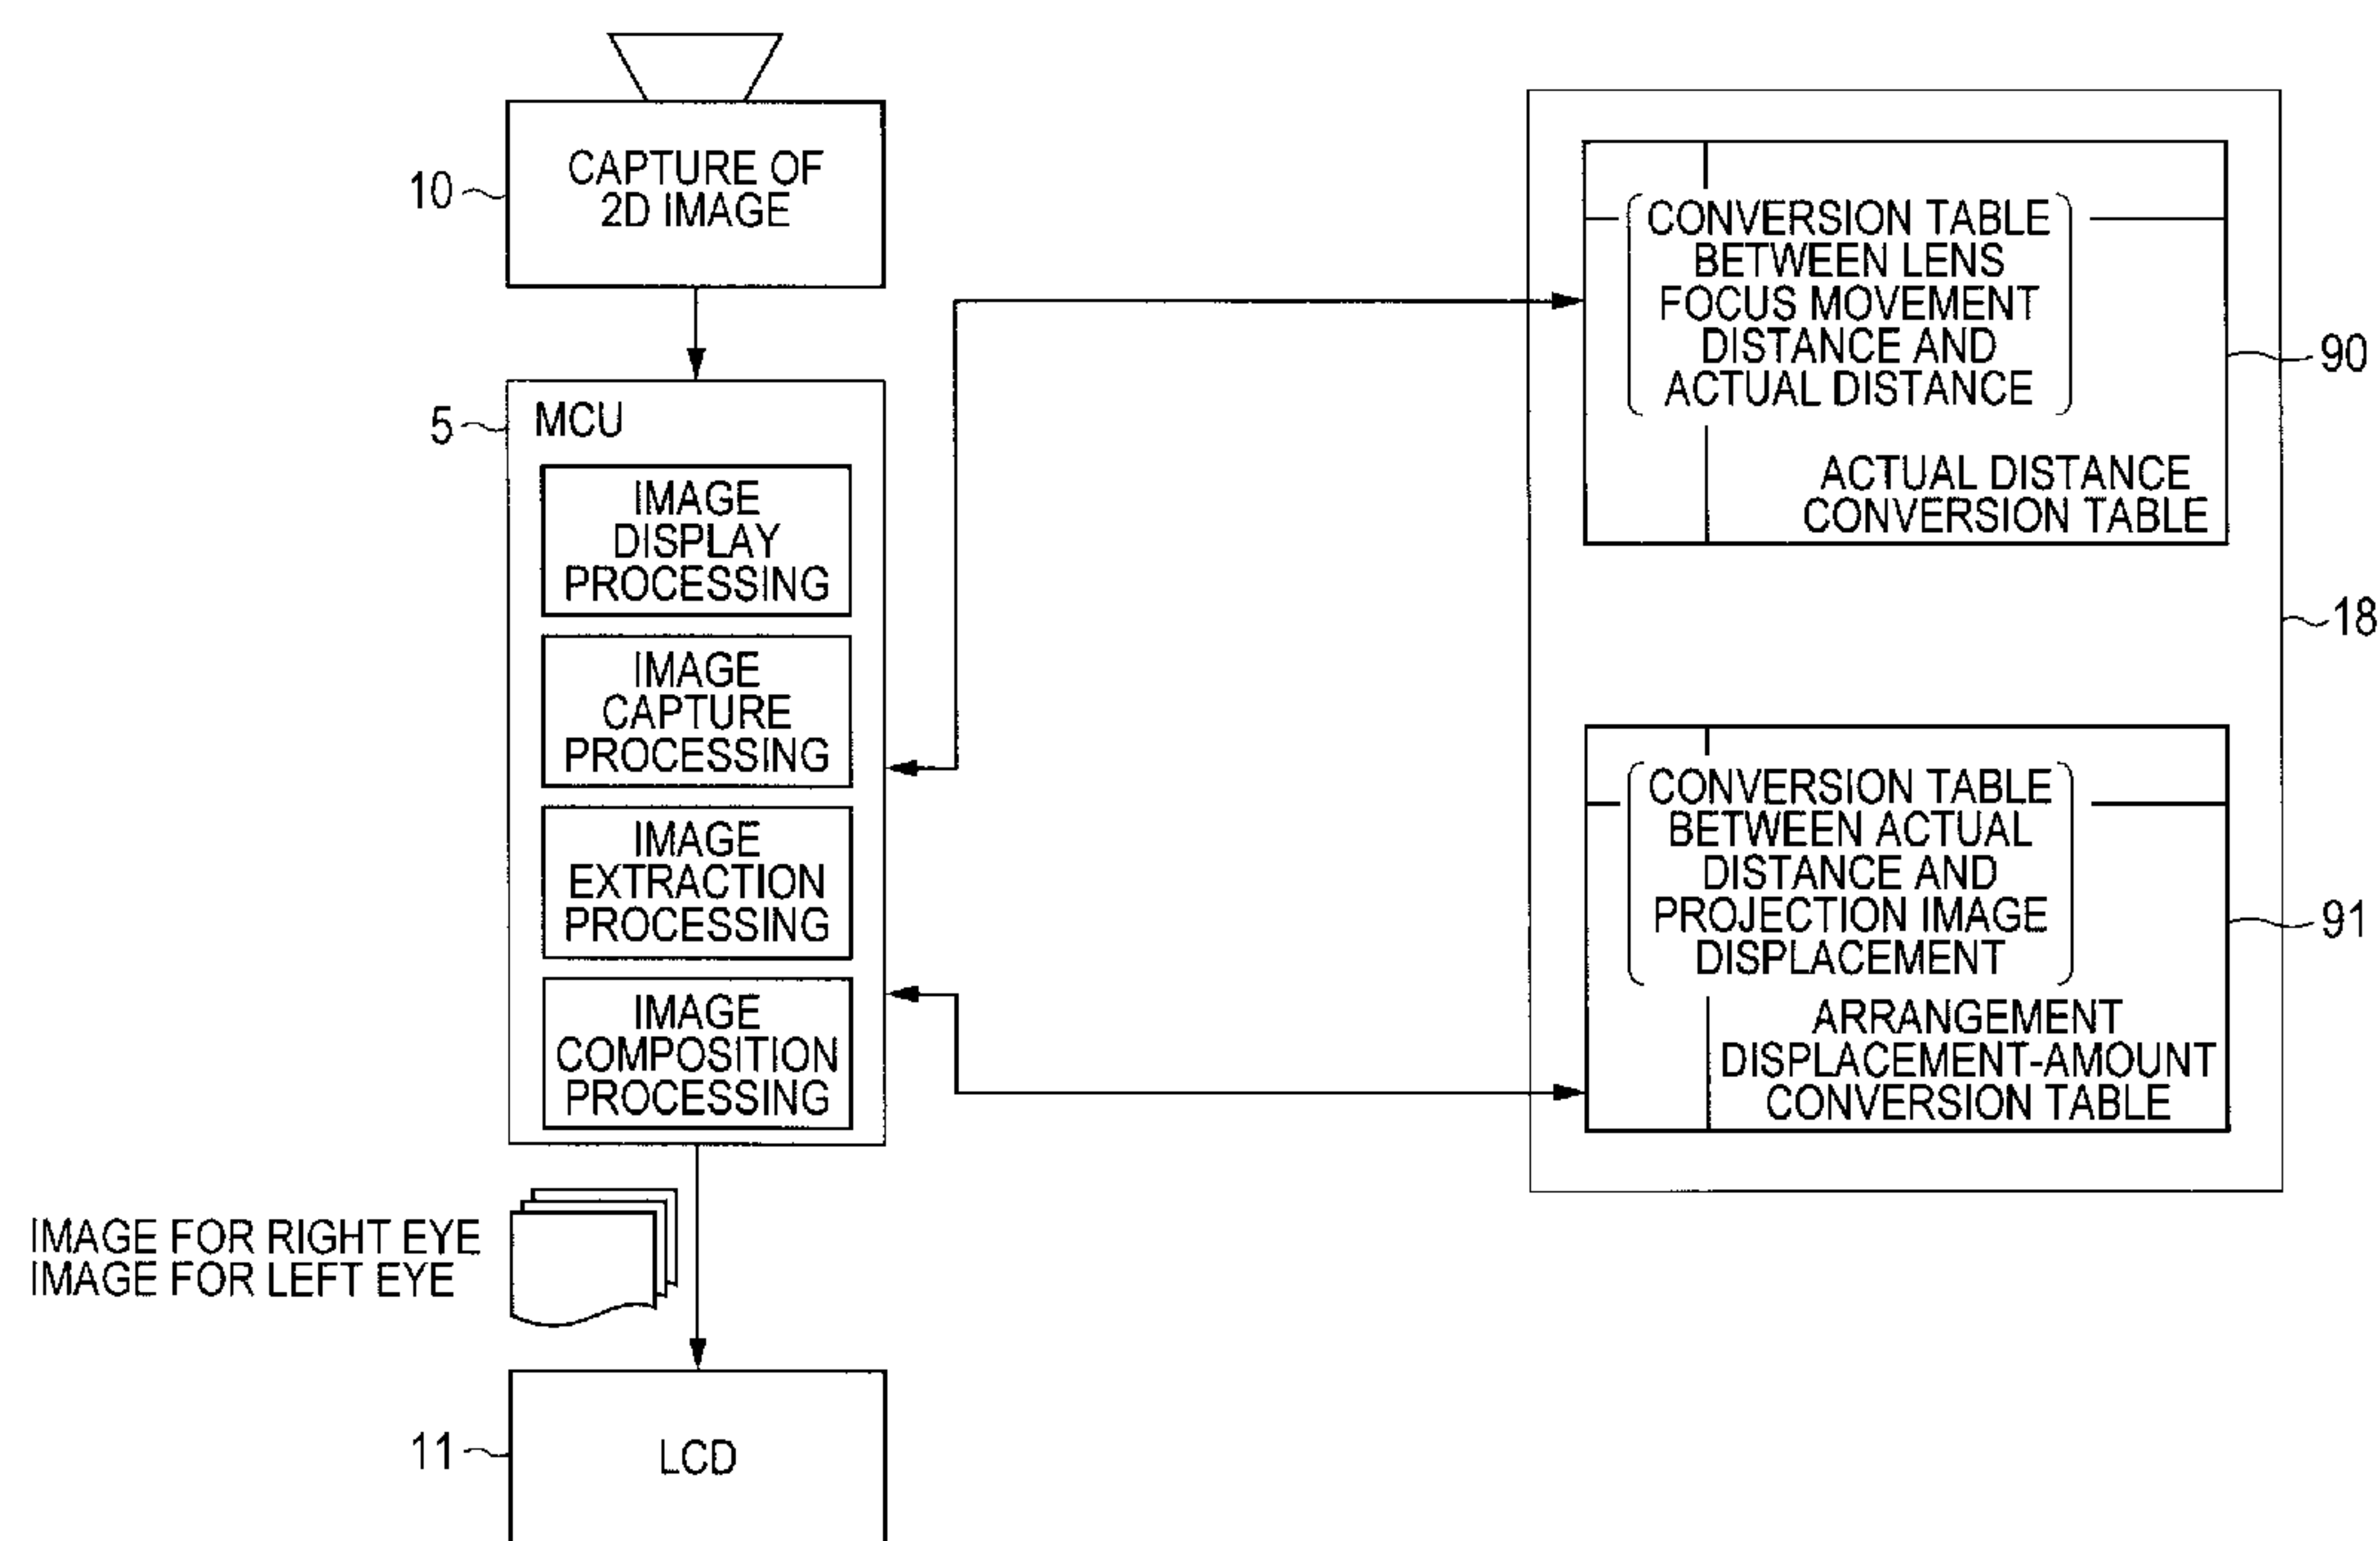 CAPTURE OF
2D IMAGE
10
5
MCU
IMAGE
DISPLAY
PROCESSING
IMAGE
CAPTURE
PROCESSING
IMAGE
EXTRACTION
PROCESSING
IMAGE
COMPOSITION
PROCESSING
IMAGE FOR RIGHT EYE
IMAGE FOR LEFT EYE
11
LCD
CONVERSION TABLE
BETWEEN LENS
FOCUS MOVEMENT
DISTANCE AND
ACTUAL DISTANCE
90
ACTUAL DISTANCE
CONVERSION TABLE
18
CONVERSION TABLE
BETWEEN ACTUAL
DISTANCE AND
PROJECTION IMAGE
DISPLACEMENT
91
ARRANGEMENT
DISPLACEMENT-AMOUNT
CONVERSION TABLE